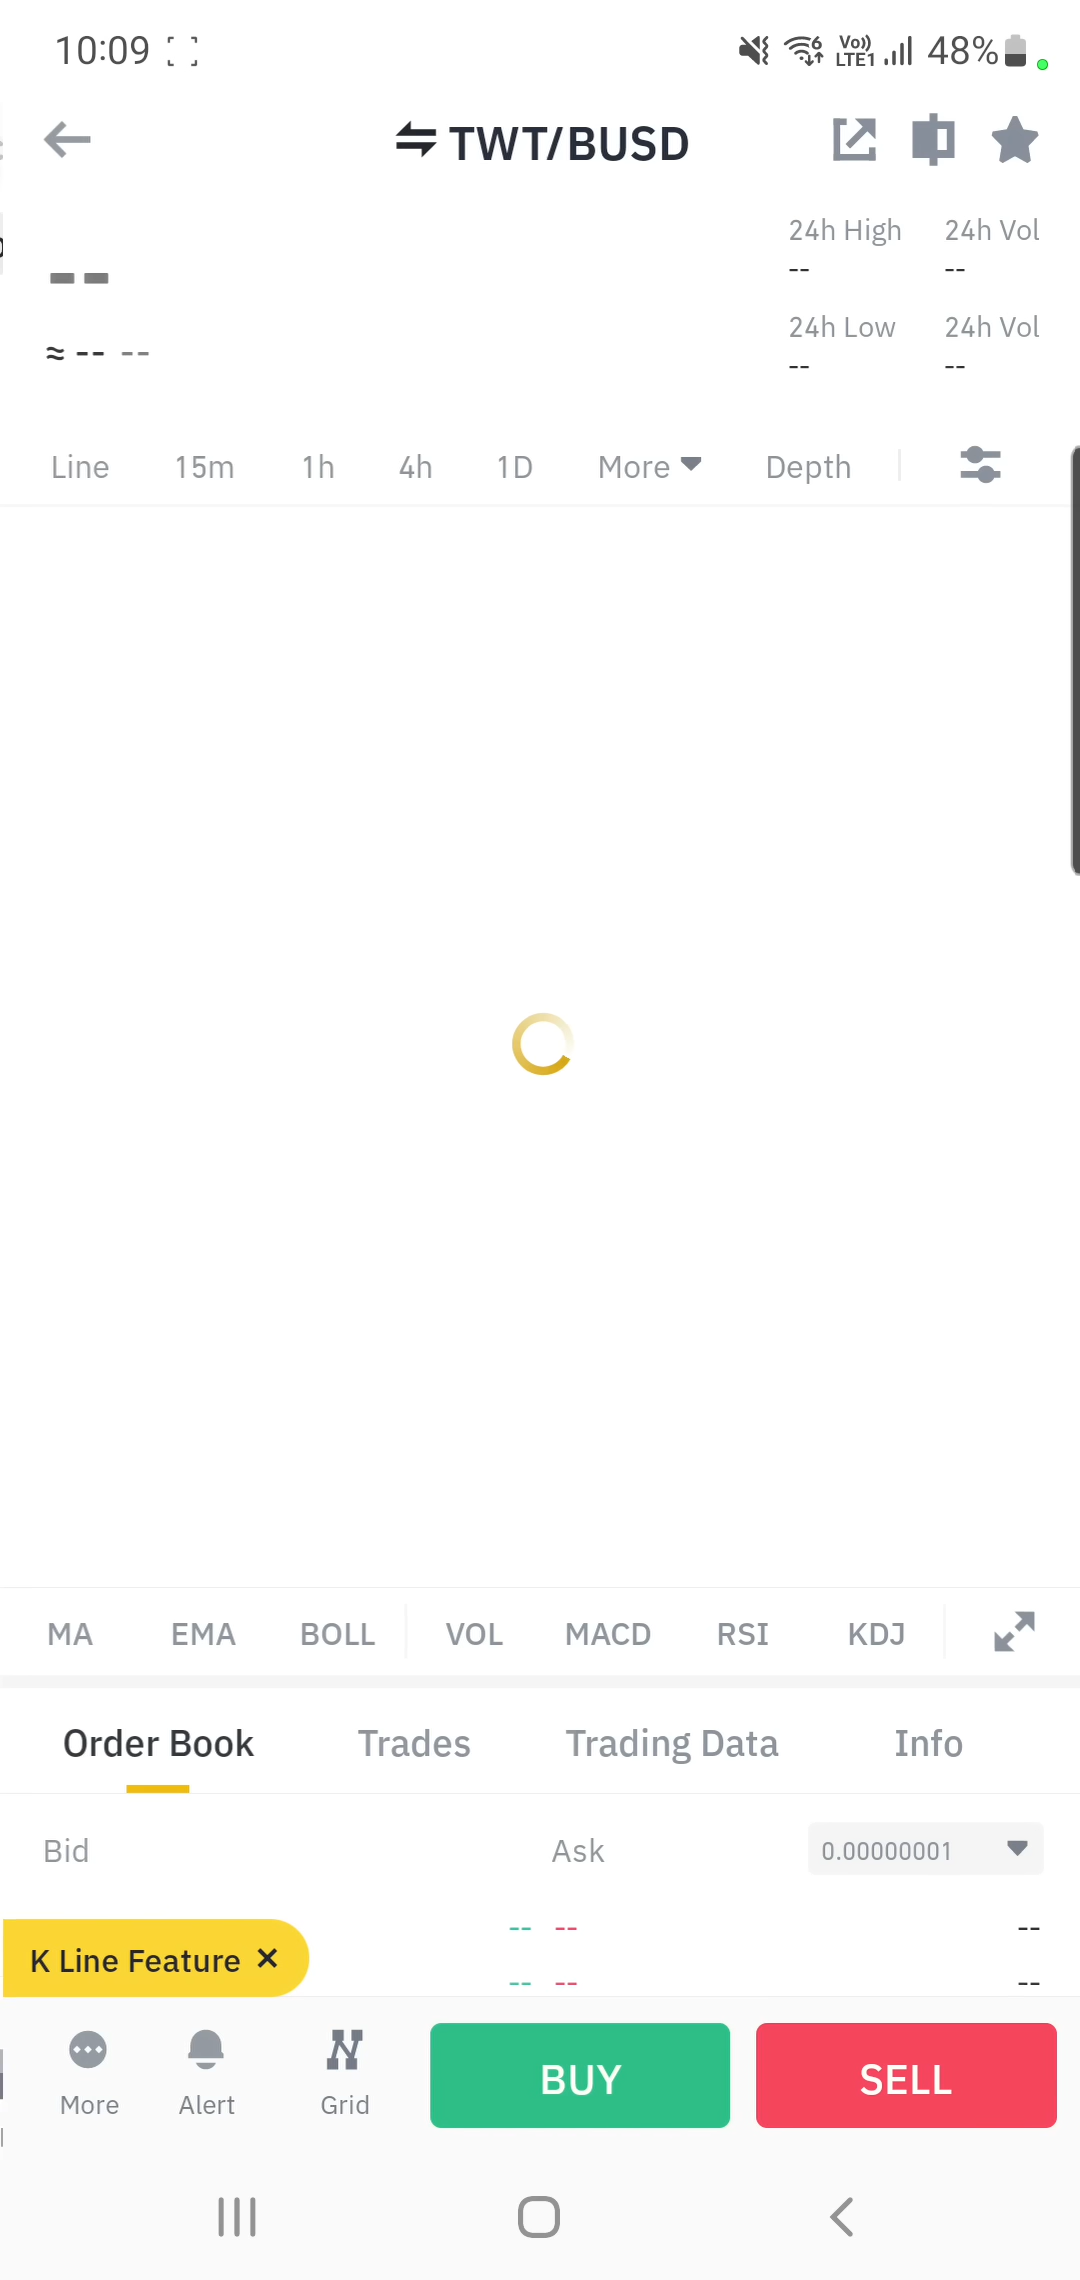 10:09 Vo)) LTE1 48%
TWT/BUSD
24h High 24h Vol
-- --
--
24h Low 24h Vol
≈ -- -- -- --
Line 15m 1h 4h 1D More Depth
MA EMA BOLL VOL MACD RSI KDJ
Order Book Trades Trading Data Info
Bid Ask 0.00000001
-- -- --
K Line Feature ×
-- -- --
More Alert Grid BUY SELL